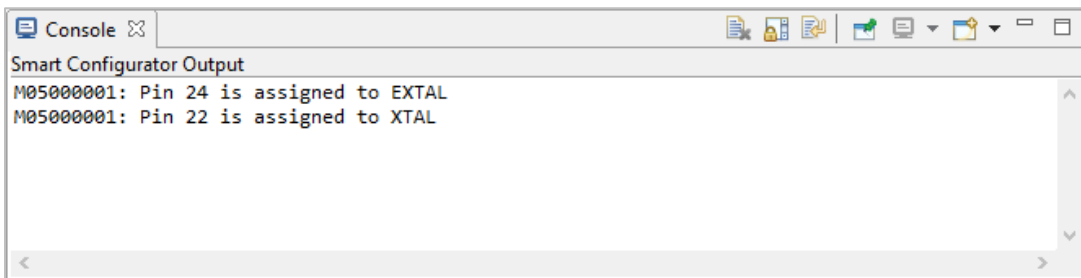 Console
Smart Configurator Output
M05000001: Pin 24 is assigned to EXTAL
M05000001: Pin 22 is assigned to XTAL